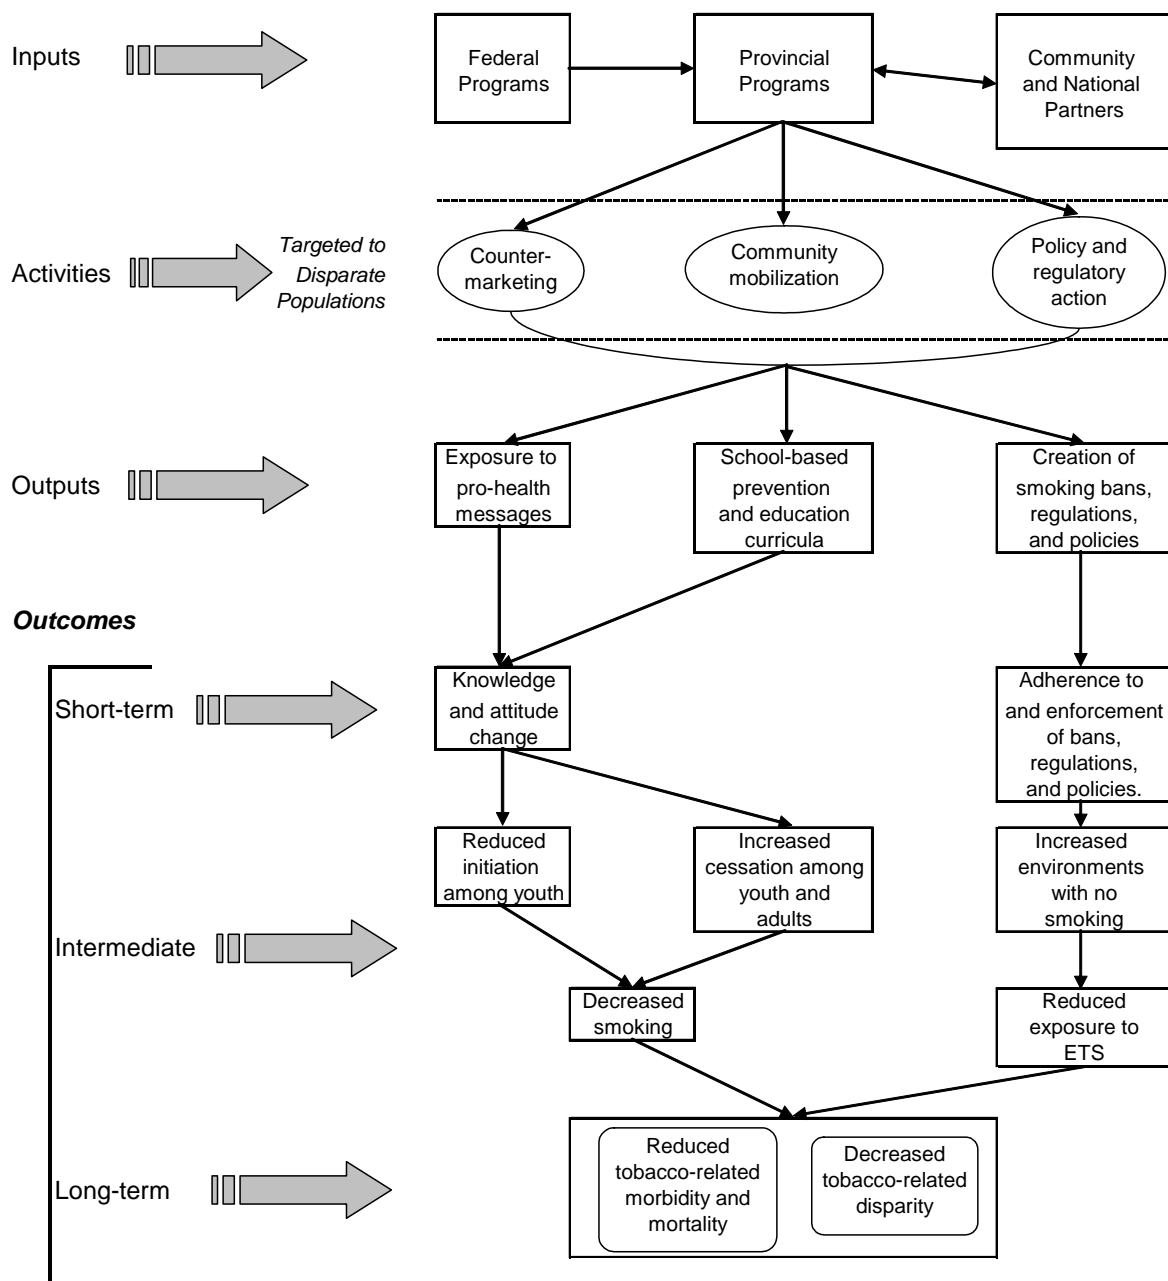 Inputs
Federal
Programs
Provincial
Programs
Community
and National
Partners
Activities
Targeted to
Disparate
Populations
Counter-
marketing
Community
mobilization
Policy and
regulatory
action
Outputs
Exposure to
pro-health
messages
School-based
prevention
and education
curricula
Creation of
smoking bans,
regulations,
and policies
Outcomes
Short-term
Knowledge
and attitude
change
Adherence to
and enforcement
of bans,
regulations,
and policies.
Intermediate
Reduced
initiation
among youth
Increased
cessation among
youth and
adults
Increased
environments
with no
smoking
Decreased
smoking
Reduced
exposure to
ETS
Long-term
Reduced
tobacco-related
morbidity and
mortality
Decreased
tobacco-related
disparity